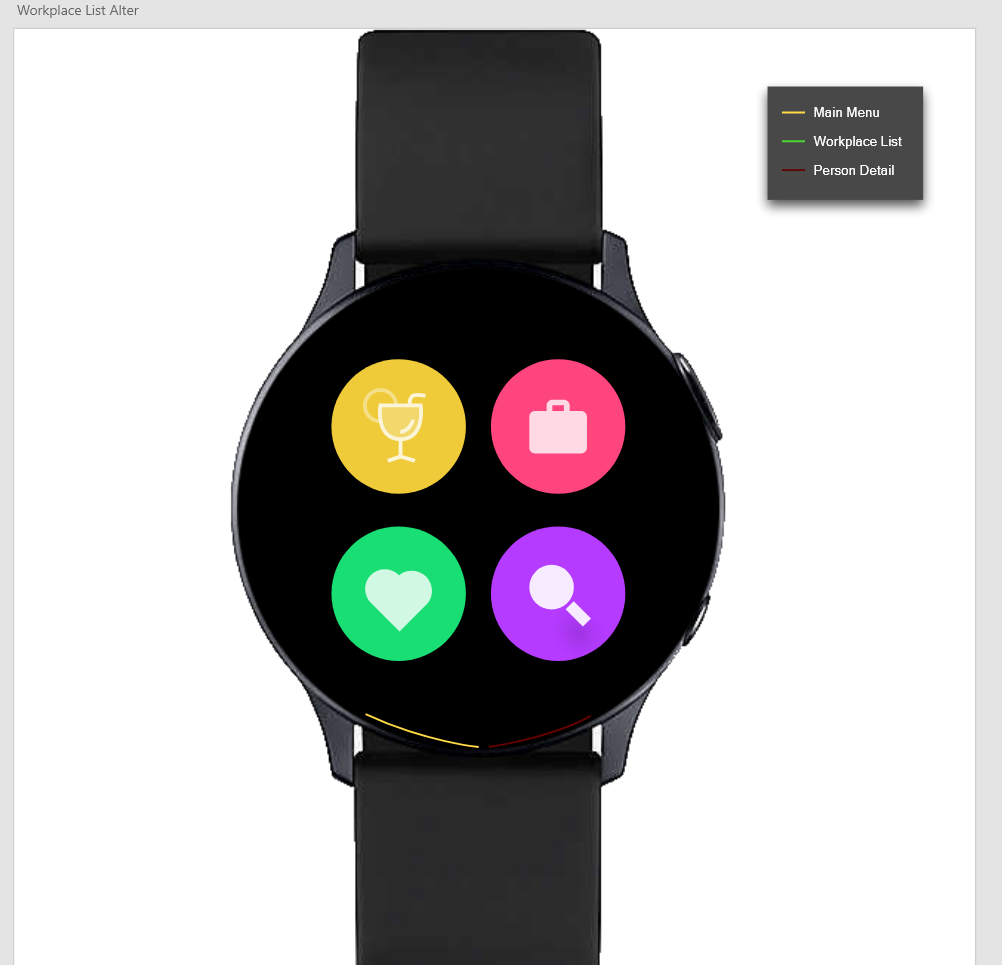 Workplace List Alter
Main Menu
Workplace List
Person Detail